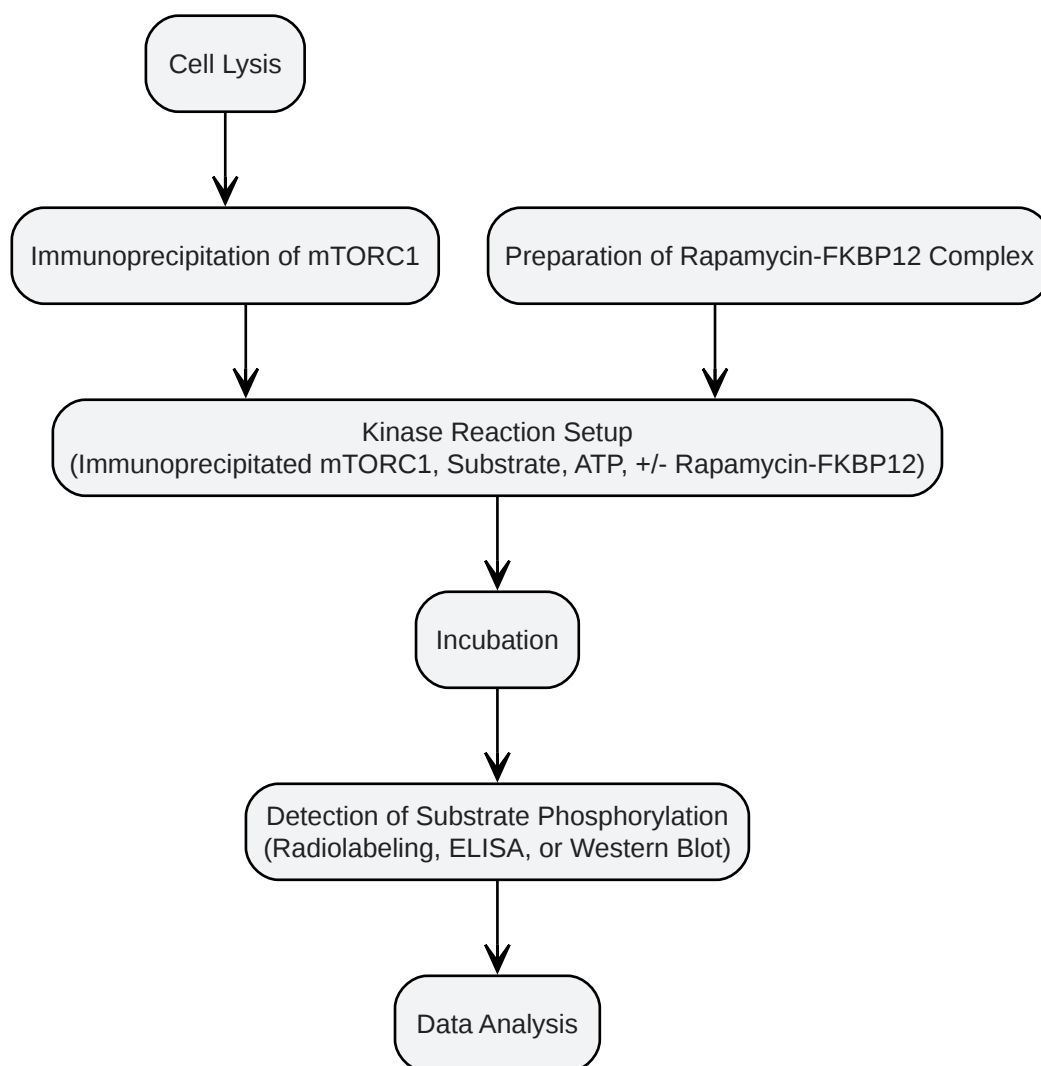 Cell Lysis
Immunoprecipitation of mTORC1
Preparation of Rapamycin-FKBP12 Complex
Kinase Reaction Setup
(Immunoprecipitated mTORC1, Substrate, ATP, +/- Rapamycin-FKBP12)
Incubation
Detection of Substrate Phosphorylation
(Radiolabeling, ELISA, or Western Blot)
Data Analysis